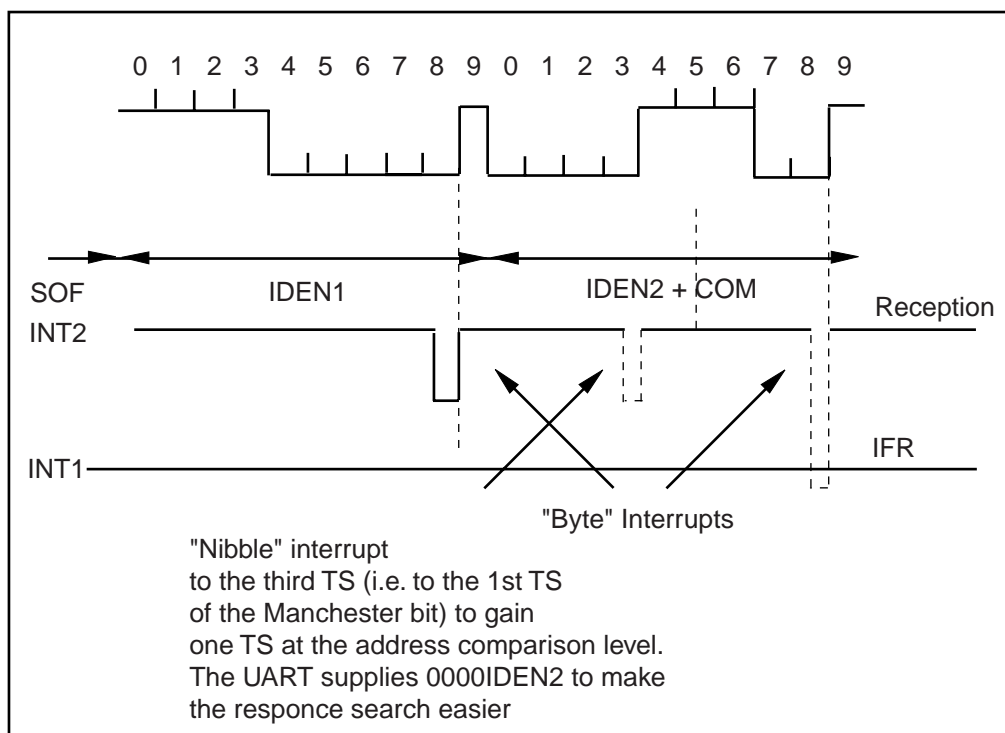 0 1 2 3 4 5 6 7 8 9 0 1 2 3 4 5 6 7 8 9
SOF
IDEN1
IDEN2 + COM
INT2
Reception
INT1
IFR
"Byte" Interrupts
"Nibble" interrupt
to the third TS (i.e. to the 1st TS
of the Manchester bit) to gain
one TS at the address comparison level.
The UART supplies 0000IDEN2 to make
the responce search easier